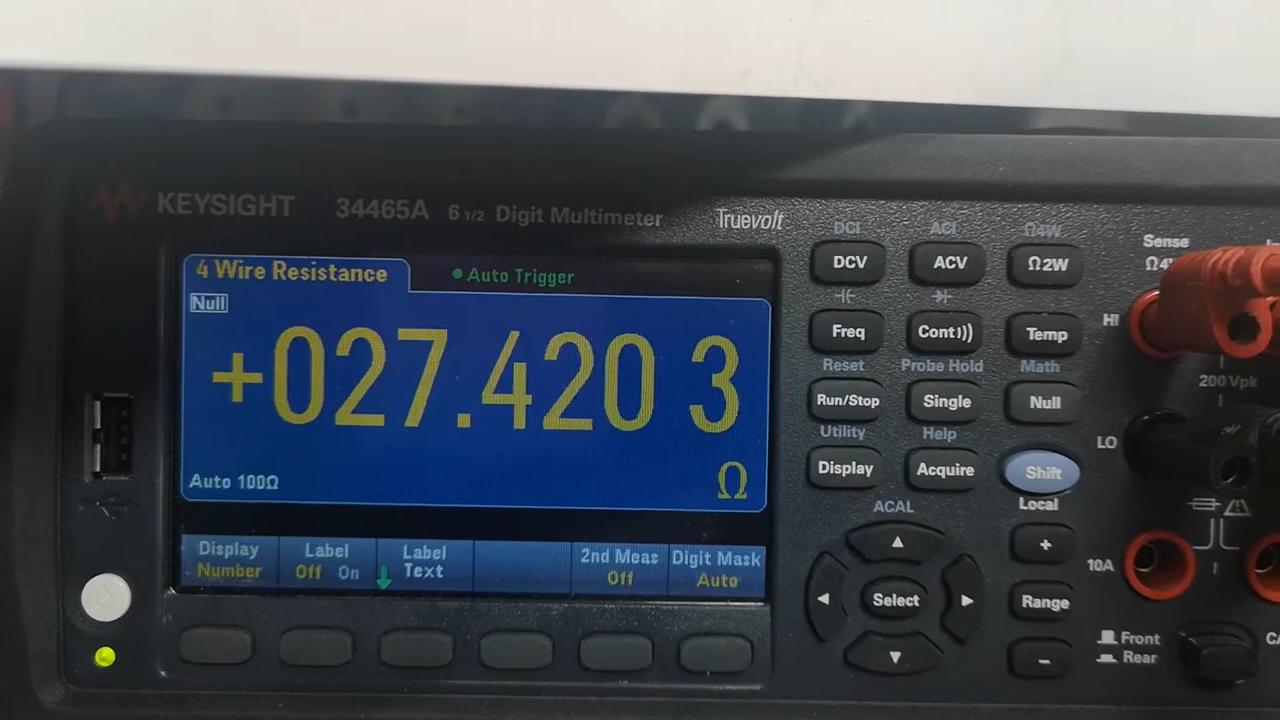 KEYSIGHT 34465A 6 1/2 Digit Multimeter Truevolt
4 Wire Resistance
● Auto Trigger
Null
+027.420 3
Ω
Auto 100Ω
Display
Number
Label
Off On
Label
Text
2nd Meas
Off
Digit Mask
Auto
DCI ACI Ω4W
DCV ACV Ω2W
Freq Cont Temp
Reset Probe Hold Math
Run/Stop Single Null
Utility Help
Display Acquire Shift
ACAL Local
+
Select Range
-
Sense
HI
200 Vpk
LO
10A
Front
Rear